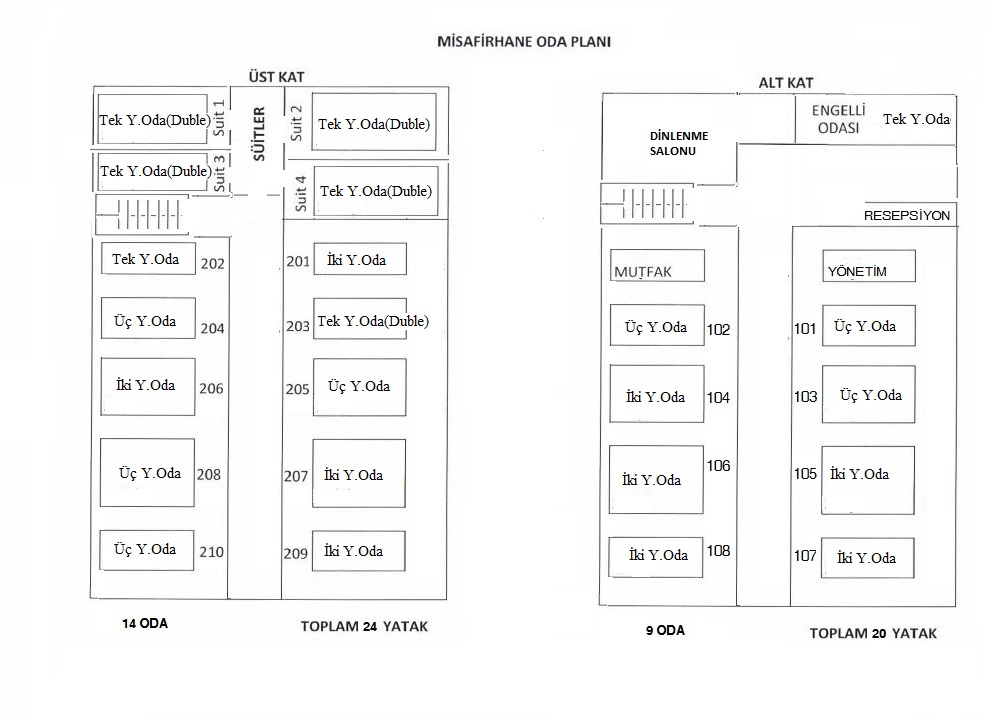 MİSAFİRHANE ODA PLANI
ÜST KAT
Tek Y.Oda(Duble)
Suit 1
SÜİTLER
Suit 2
Tek Y.Oda(Duble)
Tek Y.Oda(Duble)
Suit 3
Suit 4
Tek Y.Oda(Duble)
Tek Y.Oda 202
201 İki Y.Oda
Üç Y.Oda 204
203 Tek Y.Oda(Duble)
İki Y.Oda 206
205 Üç Y.Oda
Üç Y.Oda 208
207 İki Y.Oda
Üç Y.Oda 210
209 İki Y.Oda
14 ODA
TOPLAM 24 YATAK
ALT KAT
DİNLENME
SALONU
ENGELLİ
ODASI
Tek Y.Oda
RESEPSİYON
MUTFAK
YÖNETİM
Üç Y.Oda 102
101 Üç Y.Oda
İki Y.Oda 104
103 Üç Y.Oda
İki Y.Oda 106
105 İki Y.Oda
İki Y.Oda 108
107 İki Y.Oda
9 ODA
TOPLAM 20 YATAK